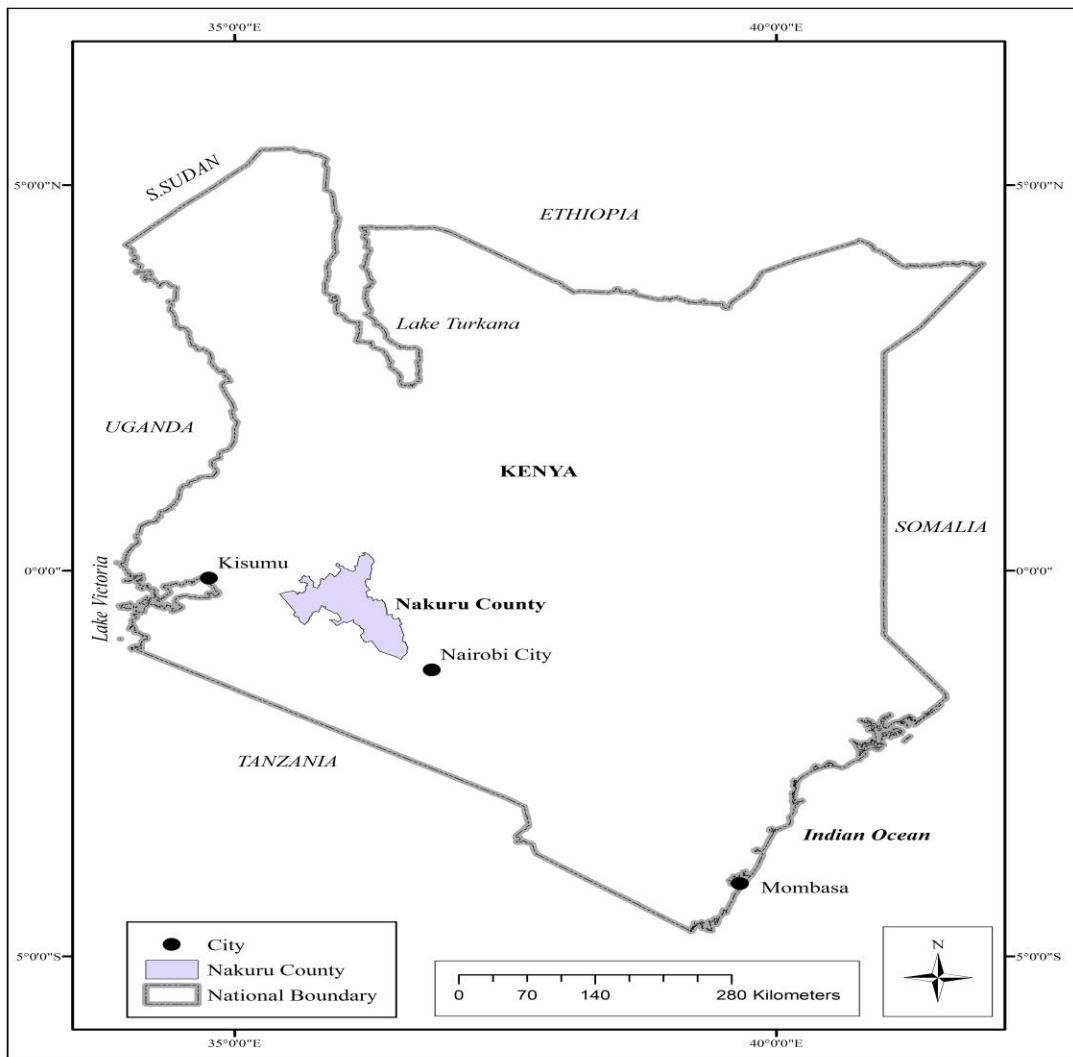 35°0'0"E
40°0'0"E
5°0'0"N
S.SUDAN
ETHIOPIA
5°0'0"N
Lake Turkana
UGANDA
KENYA
SOMALIA
0°0'0"
Kisumu
0°0'0"
Lake Victoria
Nakuru County
Nairobi City
TANZANIA
Indian Ocean
Mombasa
City
Nakuru County
National Boundary
0 70 140 280 Kilometers
N
5°0'0"S
5°0'0"S
35°0'0"E
40°0'0"E